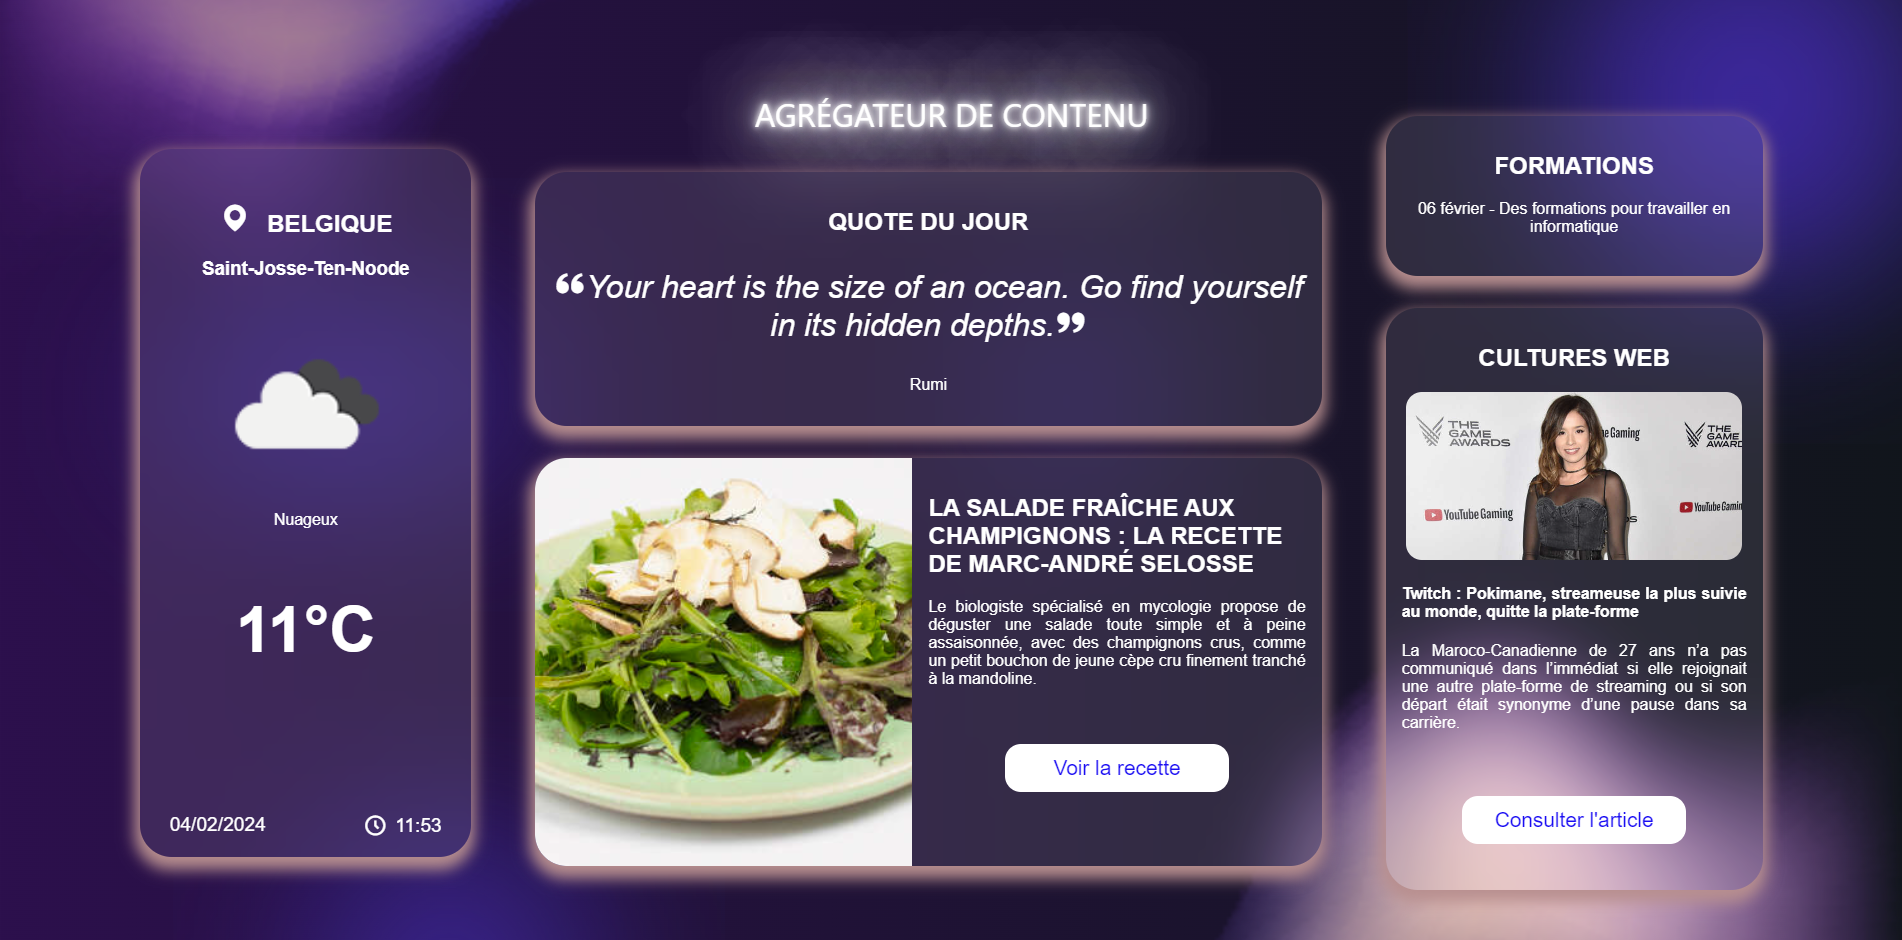 AGRÉGATEUR DE CONTENU
BELGIQUE
Saint-Josse-Ten-Noode
Nuageux
11°C
04/02/2024
11:53
QUOTE DU JOUR
❝Your heart is the size of an ocean. Go find yourself
in its hidden depths.❞
Rumi
LA SALADE FRAÎCHE AUX
CHAMPIGNONS : LA RECETTE
DE MARC-ANDRÉ SELOSSE
Le biologiste spécialisé en mycologie propose de
déguster une salade toute simple et à peine
assaisonnée, avec des champignons crus, comme
un petit bouchon de jeune cèpe cru finement tranché
à la mandoline.
Voir la recette
FORMATIONS
06 février - Des formations pour travailler en
informatique
CULTURES WEB
THE
GAME
AWARDS
be Gaming
THE
GAME
AWARD
YouTube Gaming
YouTube Gamin
Twitch : Pokimane, streameuse la plus suivie
au monde, quitte la plate-forme
La Maroco-Canadienne de 27 ans n’a pas
communiqué dans l’immédiat si elle rejoignait
une autre plate-forme de streaming ou si son
départ était synonyme d’une pause dans sa
carrière.
Consulter l'article